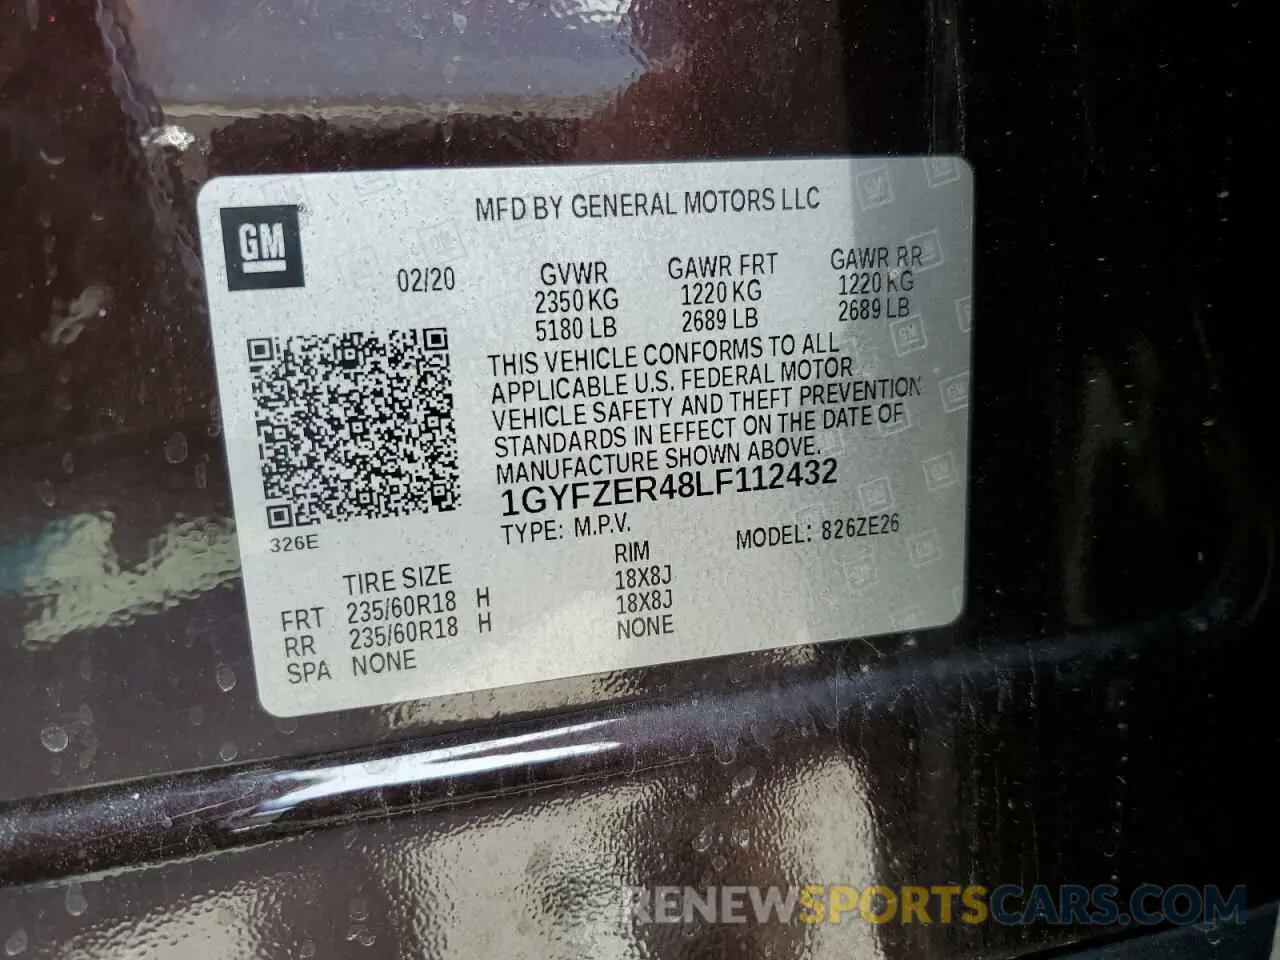 MFD BY GENERAL MOTORS LLC
GM
02/20
GVWR GAWR FRT GAWR RR
2350 KG 1220 KG 1220 KG
5180 LB 2689 LB 2689 LB
THIS VEHICLE CONFORMS TO ALL
APPLICABLE U.S. FEDERAL MOTOR
VEHICLE SAFETY AND THEFT PREVENTION
STANDARDS IN EFFECT ON THE DATE OF
MANUFACTURE SHOWN ABOVE.
1GYFZER48LF112432
326E
TYPE: M.P.V. MODEL: 826ZE26
TIRE SIZE RIM
FRT 235/60R18 H 18X8J
RR 235/60R18 H 18X8J
SPA NONE NONE
RENEWSPORTSCARS.COM